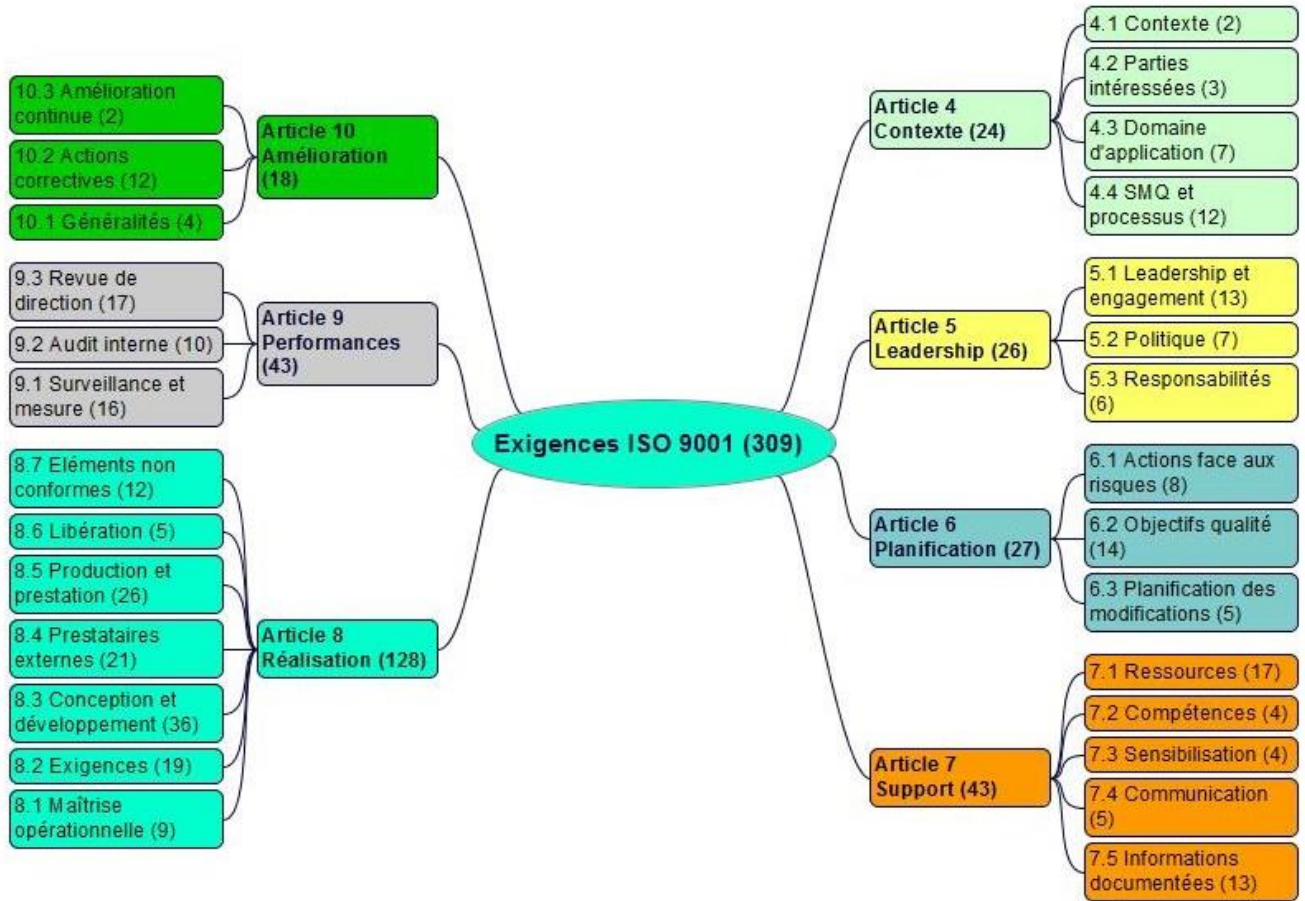 Exigences ISO 9001 (309)
Article 4
Contexte (24)
4.1 Contexte (2)
4.2 Parties
intéressées (3)
4.3 Domaine
d'application (7)
4.4 SMQ et
processus (12)
Article 5
Leadership (26)
5.1 Leadership et
engagement (13)
5.2 Politique (7)
5.3 Responsabilités
(6)
Article 6
Planification (27)
6.1 Actions face aux
risques (8)
6.2 Objectifs qualité
(14)
6.3 Planification des
modifications (5)
Article 7
Support (43)
7.1 Ressources (17)
7.2 Compétences (4)
7.3 Sensibilisation (4)
7.4 Communication
(5)
7.5 Informations
documentées (13)
Article 10
Amélioration
(18)
10.3 Amélioration
continue (2)
10.2 Actions
correctives (12)
10.1 Généralités (4)
Article 9
Performances
(43)
9.3 Revue de
direction (17)
9.2 Audit interne (10)
9.1 Surveillance et
mesure (16)
Article 8
Réalisation (128)
8.7 Eléments non
conformes (12)
8.6 Libération (5)
8.5 Production et
prestation (26)
8.4 Prestataires
externes (21)
8.3 Conception et
développement (36)
8.2 Exigences (19)
8.1 Maîtrise
opérationnelle (9)